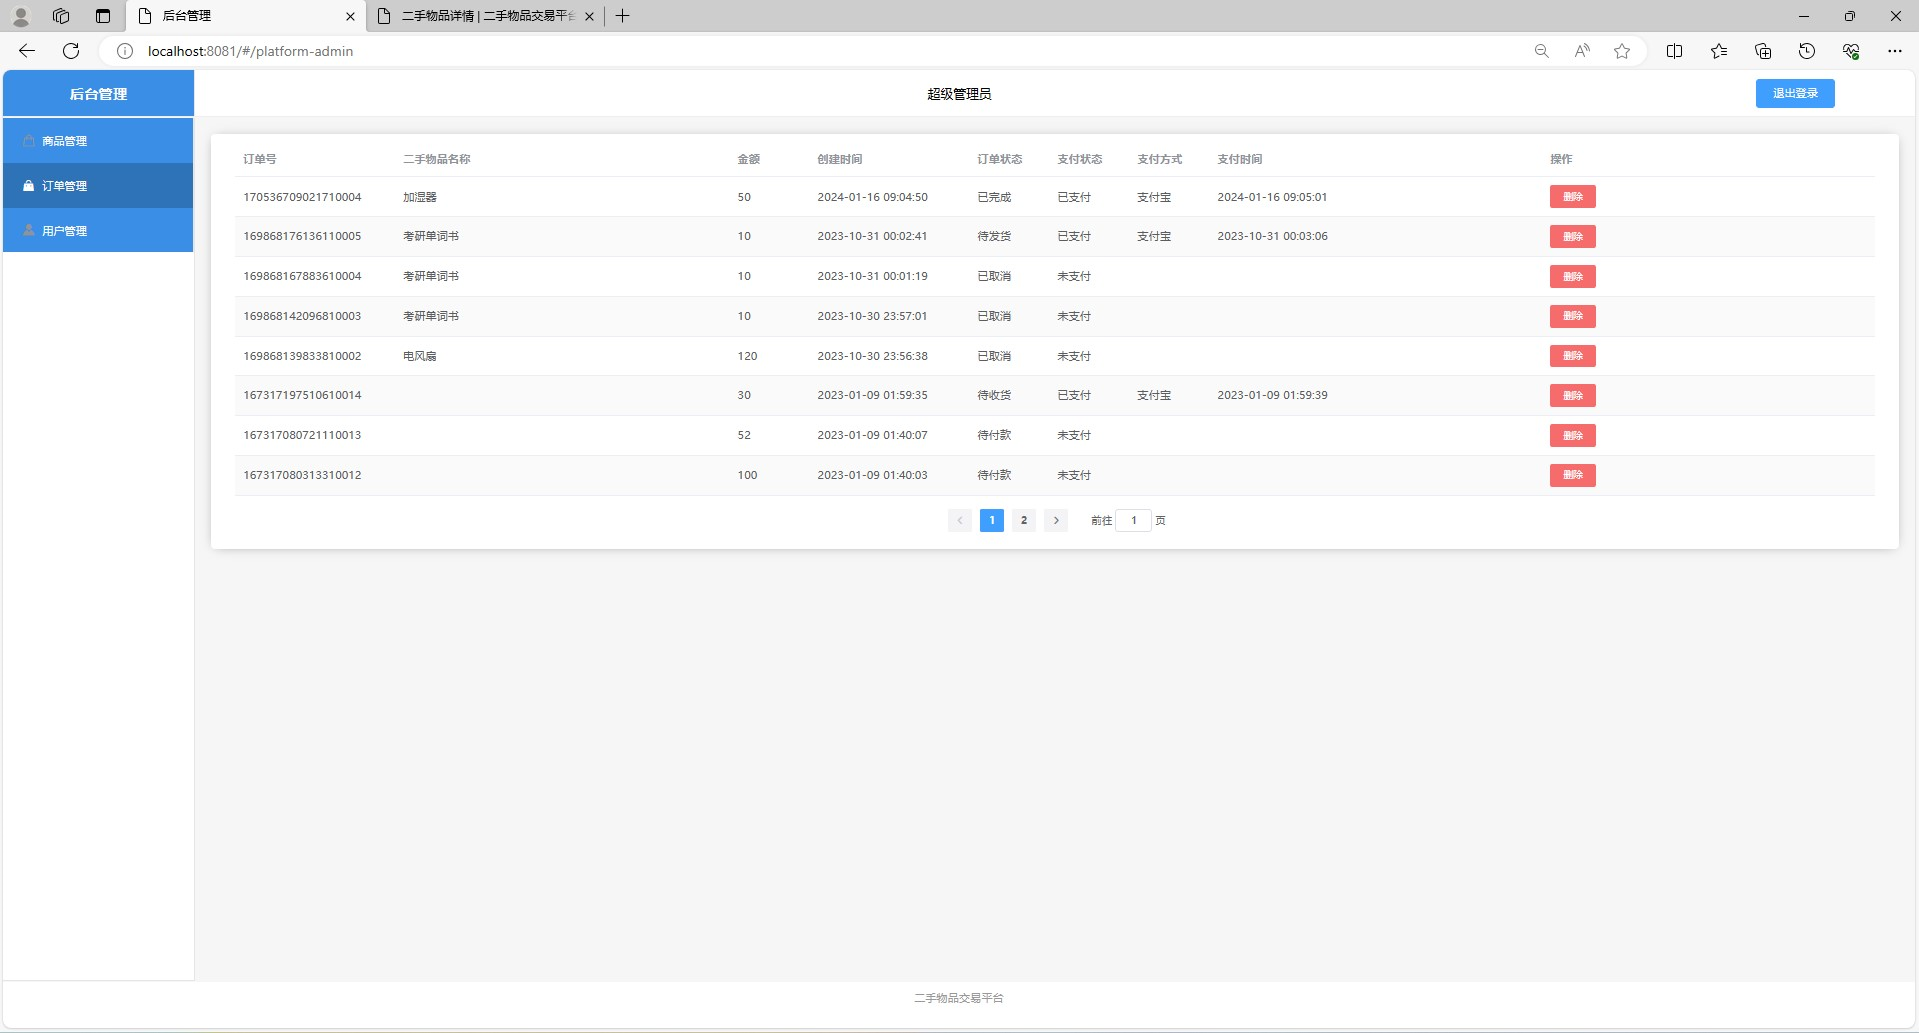 后台管理
二手物品详情 | 二手物品交易平台
localhost:8081/#/platform-admin
后台管理
超级管理员
退出登录
商品管理
订单管理
用户管理
订单号 二手物品名称 金额 创建时间 订单状态 支付状态 支付方式 支付时间 操作
170536709021710004 加湿器 50 2024-01-16 09:04:50 已完成 已支付 支付宝 2024-01-16 09:05:01 删除
169868176136110005 考研单词书 10 2023-10-31 00:02:41 待发货 已支付 支付宝 2023-10-31 00:03:06 删除
169868167883610004 考研单词书 10 2023-10-31 00:01:19 已取消 未支付 删除
169868142096810003 考研单词书 10 2023-10-30 23:57:01 已取消 未支付 删除
169868139833810002 电风扇 120 2023-10-30 23:56:38 已取消 未支付 删除
167317197510610014 30 2023-01-09 01:59:35 待收货 已支付 支付宝 2023-01-09 01:59:39 删除
167317080721110013 52 2023-01-09 01:40:07 待付款 未支付 删除
167317080313310012 100 2023-01-09 01:40:03 待付款 未支付 删除
1 2 前往 1 页
二手物品交易平台